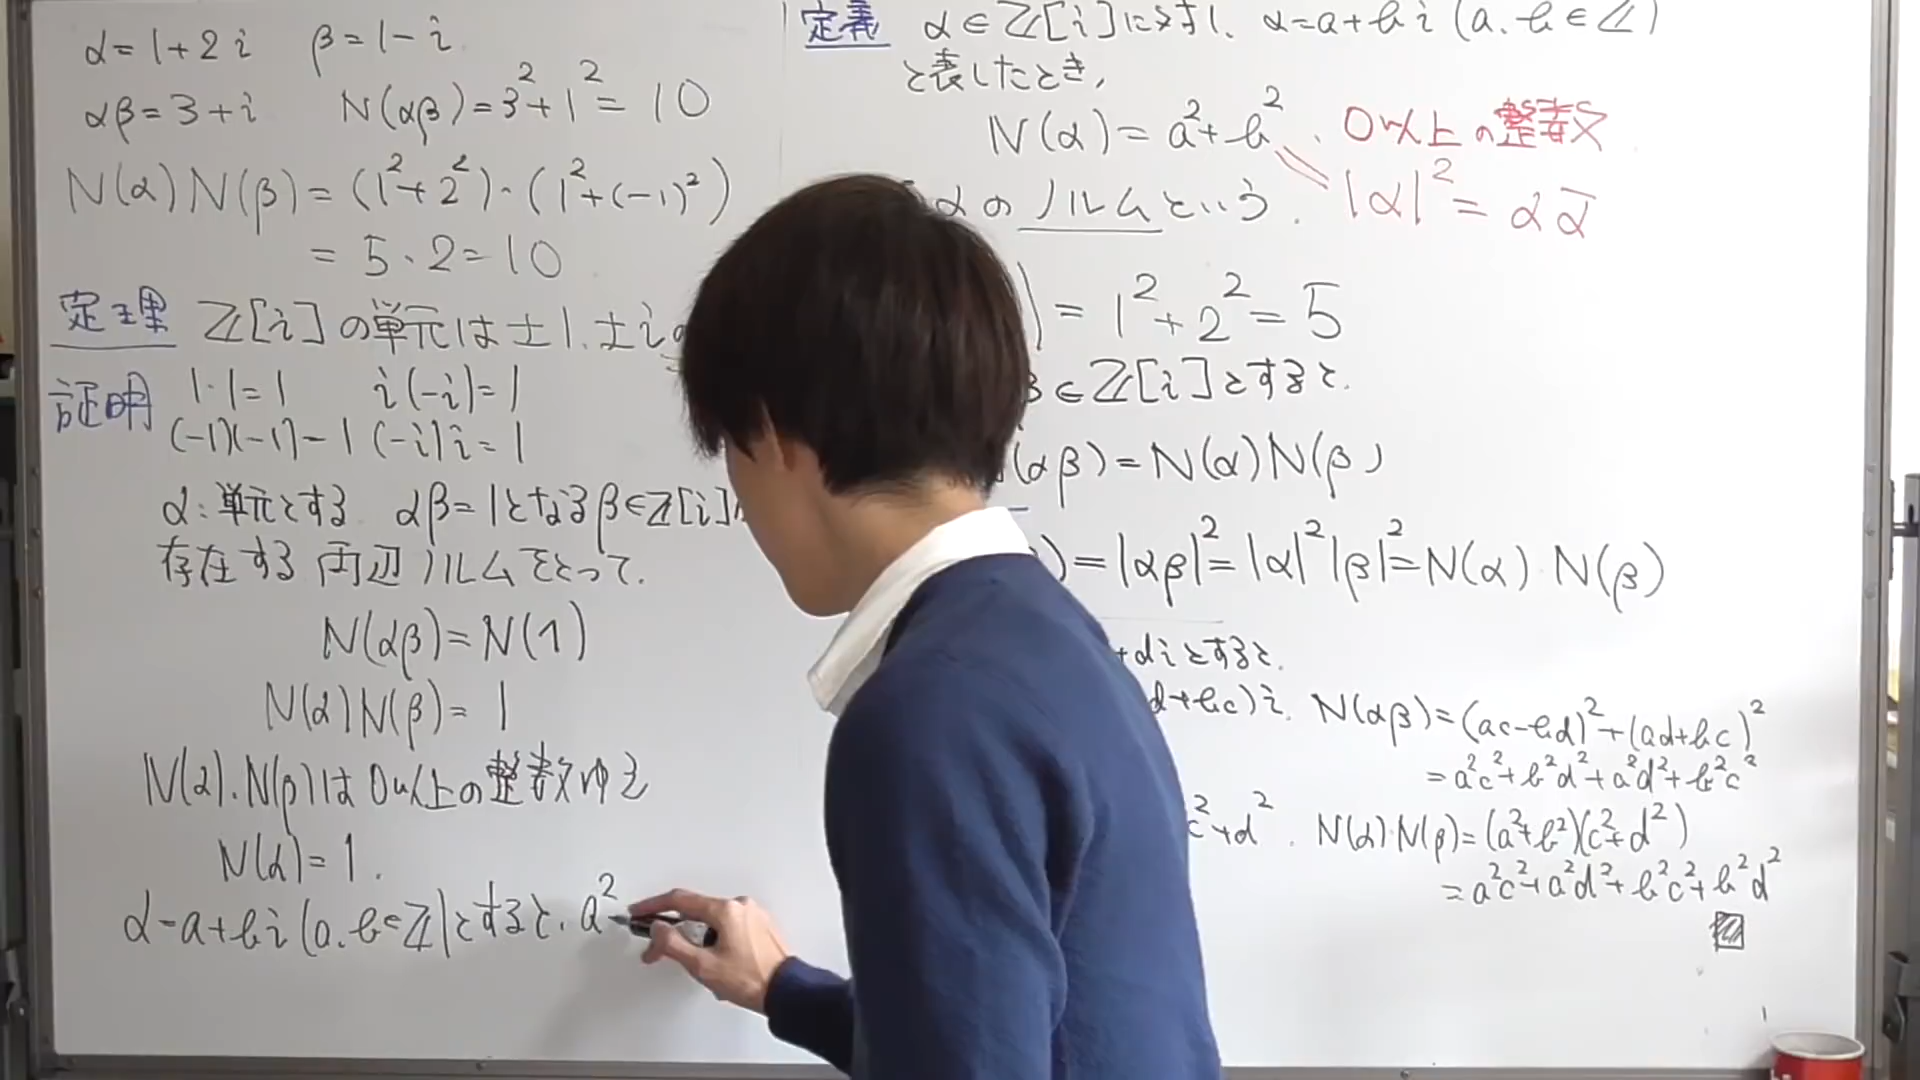 α=1+2i β=1-i
αβ=3+i N(αβ)=3²+1²=10
N(α)N(β)=(1²+2²)·(1²+(-1)²)
=5·2=10
定理 ℤ[i]の単元は±1,±i
証明 1·1=1 i(-i)=1
(-1)(-1)=1 (-i)i=1
α:単元とする αβ=1となるβ∈ℤ[i]
存在する 両辺ノルムをとって,
N(αβ)=N(1)
N(α)N(β)=1
N(α),N(β)は0以上の整数ゆえ
N(α)=1.
α=a+bi(a,b∈ℤ)とすると,a²
定義 α∈ℤ[i]に対し, α=a+bi(a,b∈ℤ)
と表したとき,
N(α)=a²+b², 0以上の整数
αのノルムという. |α|²=αᾱ
)=1²+2²=5
β∈ℤ[i]とすると,
(αβ)=N(α)N(β)
)=|αβ|²=|α|²|β|²=N(α)N(β)
+diとすると,
d+bc)i, N(αβ)=(ac-bd)²+(ad+bc)²
=a²c²+b²d²+a²d²+b²c²
c²+d², N(α)N(β)=(a²+b²)(c²+d²)
=a²c²+a²d²+b²c²+b²d²